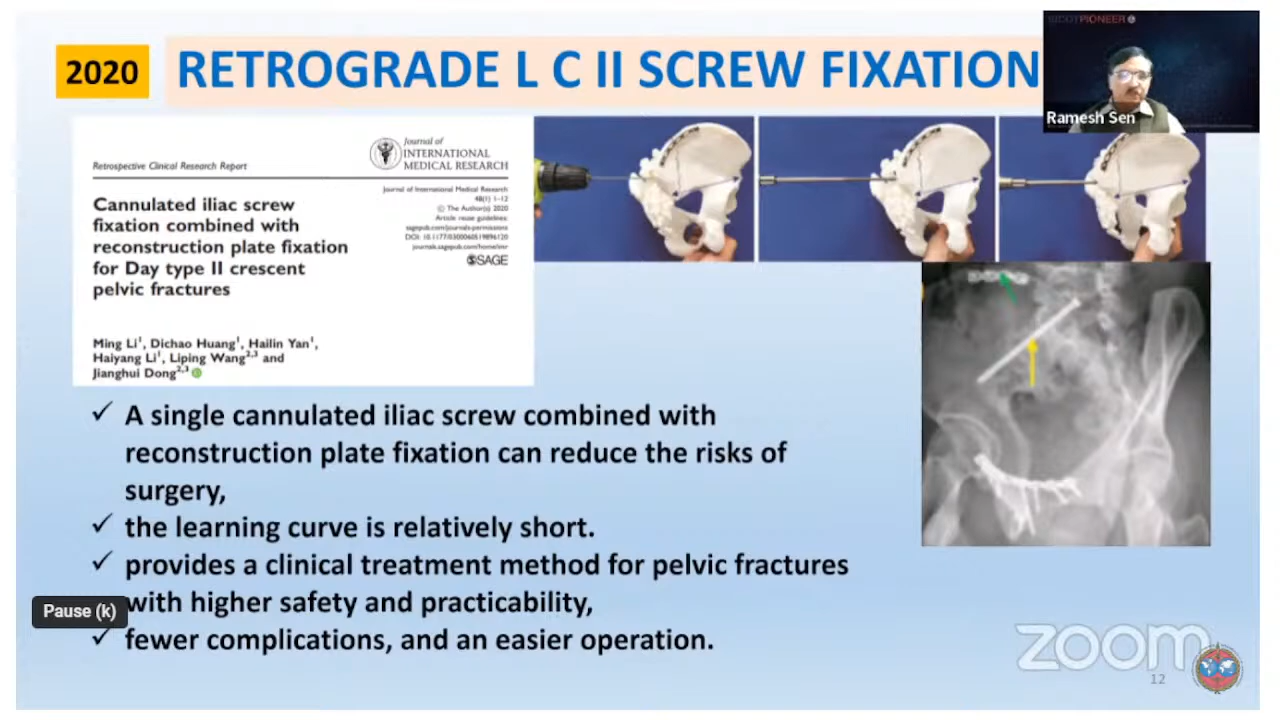 2020
RETROGRADE L C II SCREW FIXATION
Ramesh Sen
Retrospective Clinical Research Report
Journal of
INTERNATIONAL
MEDICAL RESEARCH
Cannulated iliac screw
fixation combined with
reconstruction plate fixation
for Day type II crescent
pelvic fractures
Journal of International Medical Research
48(1) 1–12
© The Author(s) 2020
Article reuse guidelines:
sagepub.com/journals-permissions
DOI: 10.1177/0300060519896120
journals.sagepub.com/home/imr
SAGE
Ming Li1, Dichao Huang1, Hailin Yan1,
Haiyang Li1, Liping Wang2,3 and
Jianghui Dong2,3
✓ A single cannulated iliac screw combined with
reconstruction plate fixation can reduce the risks of
surgery,
✓ the learning curve is relatively short.
✓ provides a clinical treatment method for pelvic fractures
with higher safety and practicability,
✓ fewer complications, and an easier operation.
Pause (k)
zoom
12